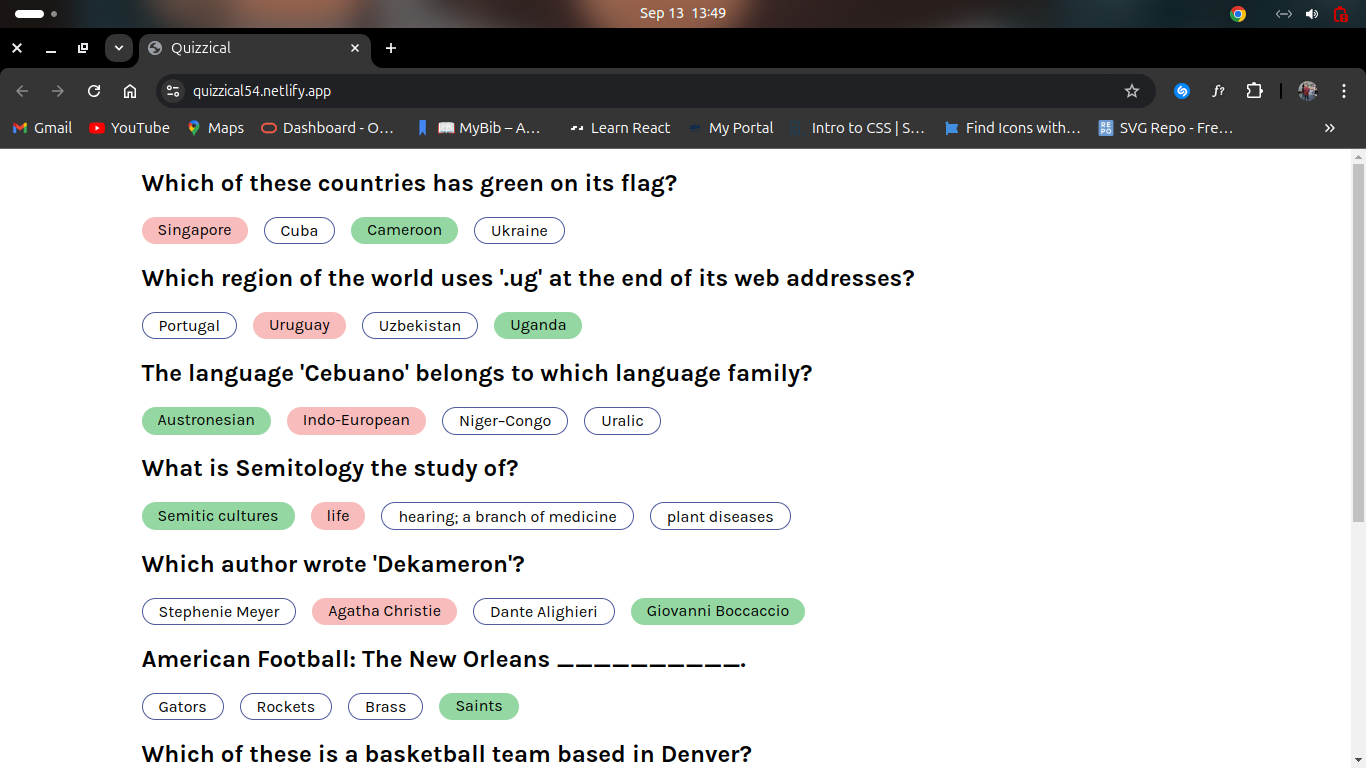 Sep 13 13:49
Quizzical
quizzical54.netlify.app
Gmail YouTube Maps Dashboard - O... MyBib – A... Learn React My Portal Intro to CSS | S... Find Icons with... SVG Repo - Fre...
Which of these countries has green on its flag?
Singapore Cuba Cameroon Ukraine
Which region of the world uses '.ug' at the end of its web addresses?
Portugal Uruguay Uzbekistan Uganda
The language 'Cebuano' belongs to which language family?
Austronesian Indo-European Niger–Congo Uralic
What is Semitology the study of?
Semitic cultures life hearing; a branch of medicine plant diseases
Which author wrote 'Dekameron'?
Stephenie Meyer Agatha Christie Dante Alighieri Giovanni Boccaccio
American Football: The New Orleans __________.
Gators Rockets Brass Saints
Which of these is a basketball team based in Denver?